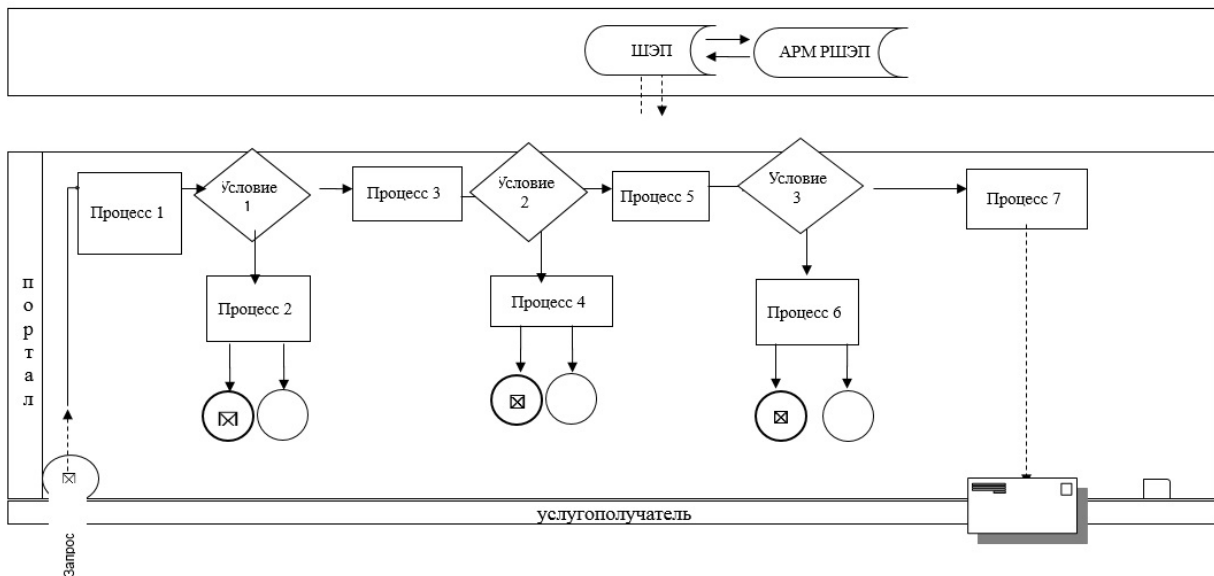 ШЭП
АРМ РШЭП
портал
Процесс 1
Условие
1
Процесс 3
Условие
2
Процесс 5
Условие
3
Процесс 7
Процесс 2
Процесс 4
Процесс 6
услугополучатель
Запрос